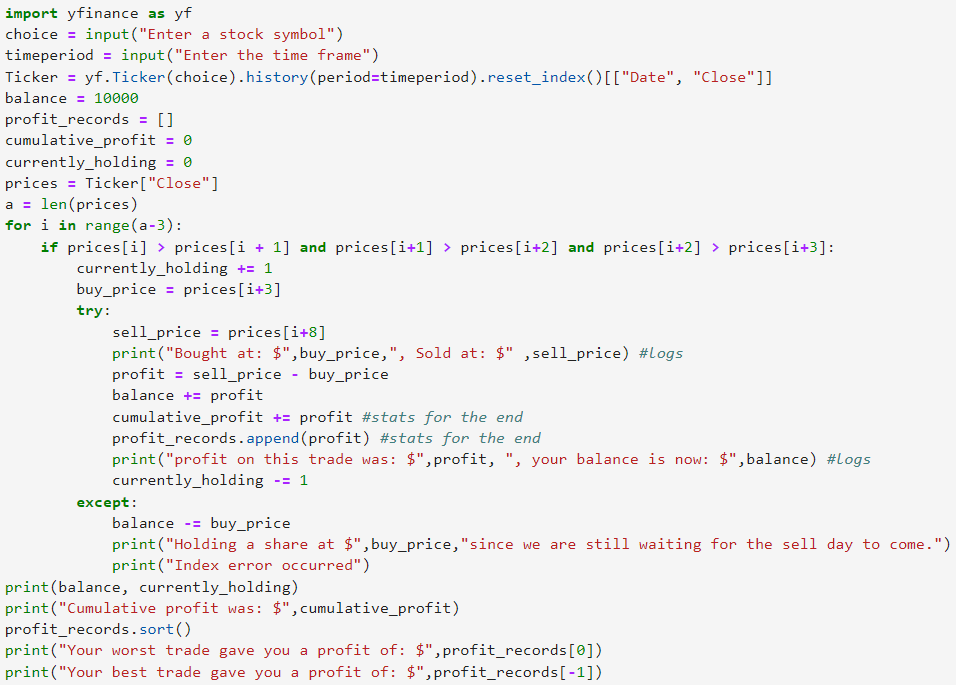 import yfinance as yf
choice = input("Enter a stock symbol")
timeperiod = input("Enter the time frame")
Ticker = yf.Ticker(choice).history(period=timeperiod).reset_index()[["Date", "Close"]]
balance = 10000
profit_records = []
cumulative_profit = 0
currently_holding = 0
prices = Ticker["Close"]
a = len(prices)
for i in range(a-3):
    if prices[i] > prices[i + 1] and prices[i+1] > prices[i+2] and prices[i+2] > prices[i+3]:
        currently_holding += 1
        buy_price = prices[i+3]
        try:
            sell_price = prices[i+8]
            print("Bought at: $",buy_price,", Sold at: $" ,sell_price) #logs
            profit = sell_price - buy_price
            balance += profit
            cumulative_profit += profit #stats for the end
            profit_records.append(profit) #stats for the end
            print("profit on this trade was: $",profit, ", your balance is now: $",balance) #logs
            currently_holding -= 1
        except:
            balance -= buy_price
            print("Holding a share at $",buy_price,"since we are still waiting for the sell day to come.")
            print("Index error occurred")
print(balance, currently_holding)
print("Cumulative profit was: $",cumulative_profit)
profit_records.sort()
print("Your worst trade gave you a profit of: $",profit_records[0])
print("Your best trade gave you a profit of: $",profit_records[-1])